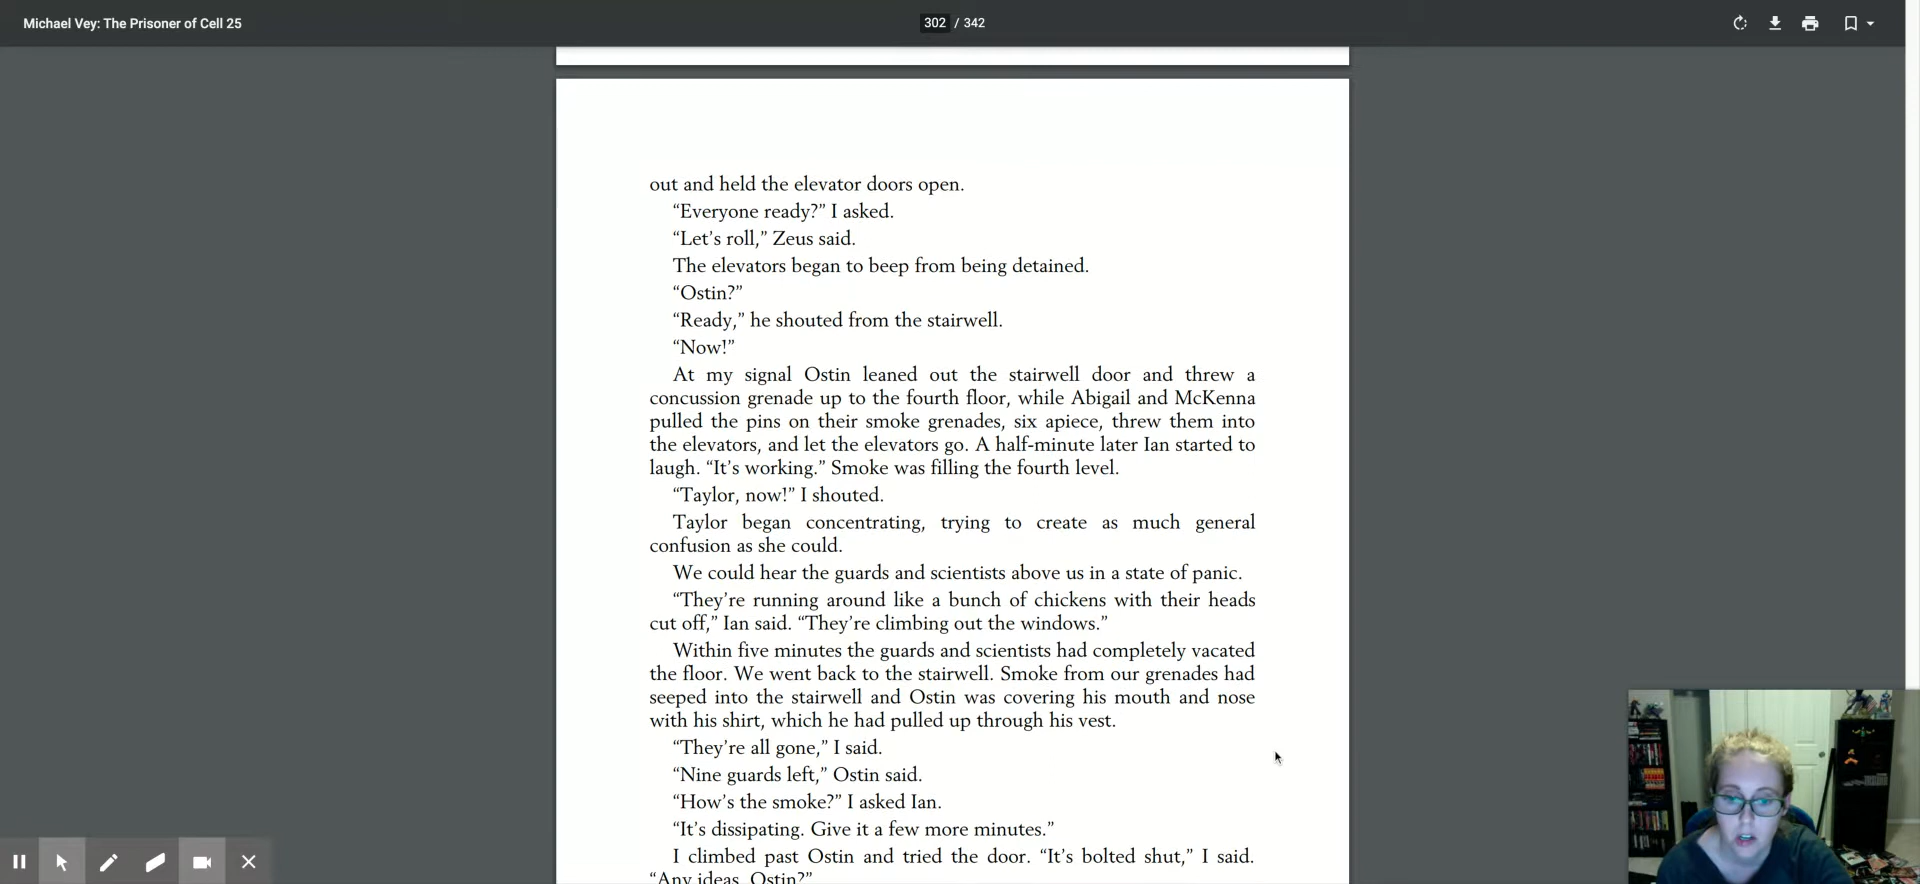 Michael Vey: The Prisoner of Cell 25
302 / 342
out and held the elevator doors open.
“Everyone ready?” I asked.
“Let’s roll,” Zeus said.
The elevators began to beep from being detained.
“Ostin?”
“Ready,” he shouted from the stairwell.
“Now!”
At my signal Ostin leaned out the stairwell door and threw a
concussion grenade up to the fourth floor, while Abigail and McKenna
pulled the pins on their smoke grenades, six apiece, threw them into
the elevators, and let the elevators go. A half-minute later Ian started to
laugh. “It’s working.” Smoke was filling the fourth level.
“Taylor, now!” I shouted.
Taylor began concentrating, trying to create as much general
confusion as she could.
We could hear the guards and scientists above us in a state of panic.
“They’re running around like a bunch of chickens with their heads
cut off,” Ian said. “They’re climbing out the windows.”
Within five minutes the guards and scientists had completely vacated
the floor. We went back to the stairwell. Smoke from our grenades had
seeped into the stairwell and Ostin was covering his mouth and nose
with his shirt, which he had pulled up through his vest.
“They’re all gone,” I said.
“Nine guards left,” Ostin said.
“How’s the smoke?” I asked Ian.
“It’s dissipating. Give it a few more minutes.”
I climbed past Ostin and tried the door. “It’s bolted shut,” I said.
“Any ideas, Ostin?”